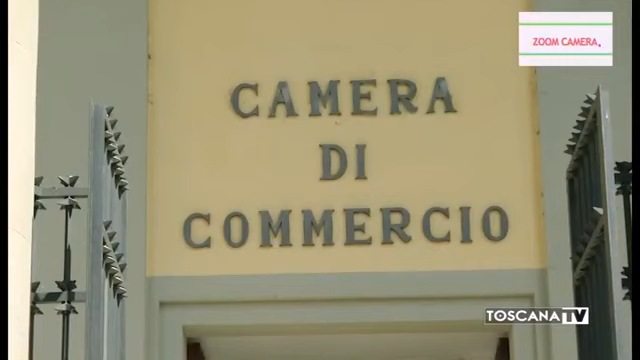 ZOOM CAMERA
CAMERA
DI
COMMERCIO
TOSCANA TV